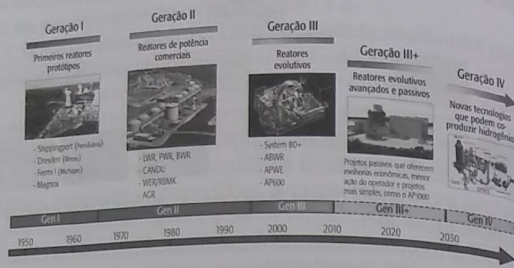 Geração I
Primeiros reatores
protótipos
- Shippingport (Pensilvânia)
- Dresden (Illinois)
- Fermi I (Michigan)
- Magnox
Geração II
Reatores de potência
comerciais
- LWR, PWR, BWR
- CANDU
- WER/RBMK
- AGR
Geração III
Reatores
evolutivos
- System 80+
- ABWR
- APWE
- AP600
Geração III+
Reatores evolutivos
avançados e passivos
Projetos passivos que oferecem
melhorias econômicas, menor
ação do operador e projetos
mais simples, como o AP1000
Geração IV
Novas tecnologias
que podem co-
produzir hidrogênio
Gen I
Gen II
Gen III
Gen III+
Gen IV
1950
1960
1970
1980
1990
2000
2010
2020
2030